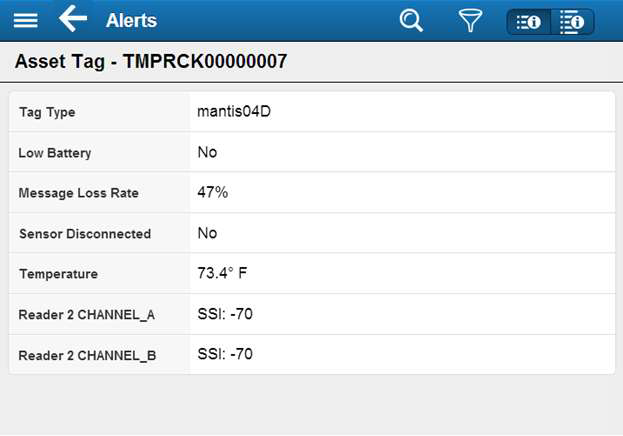 Alerts
Asset Tag - TMPRCK00000007
Tag Type mantis04D
Low Battery No
Message Loss Rate 47%
Sensor Disconnected No
Temperature 73.4° F
Reader 2 CHANNEL_A SSI: -70
Reader 2 CHANNEL_B SSI: -70